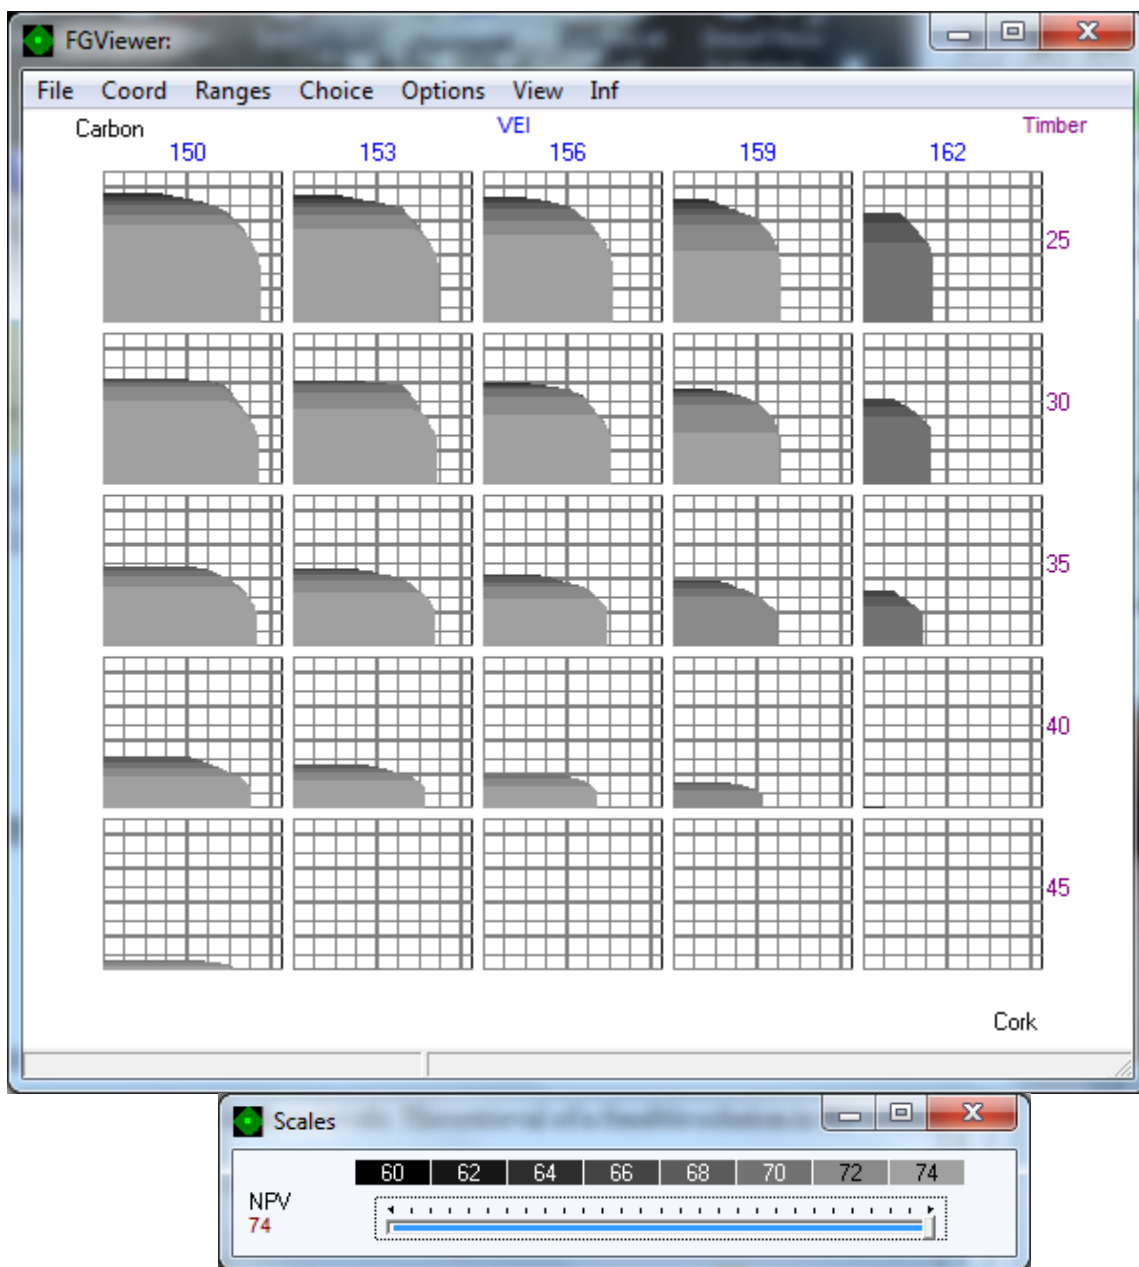 FGViewer:
File Coord Ranges Choice Options View Inf
Carbon VEI Timber
150 153 156 159 162
25
30
35
40
45
Cork
Scales
60 62 64 66 68 70 72 74
NPV
74